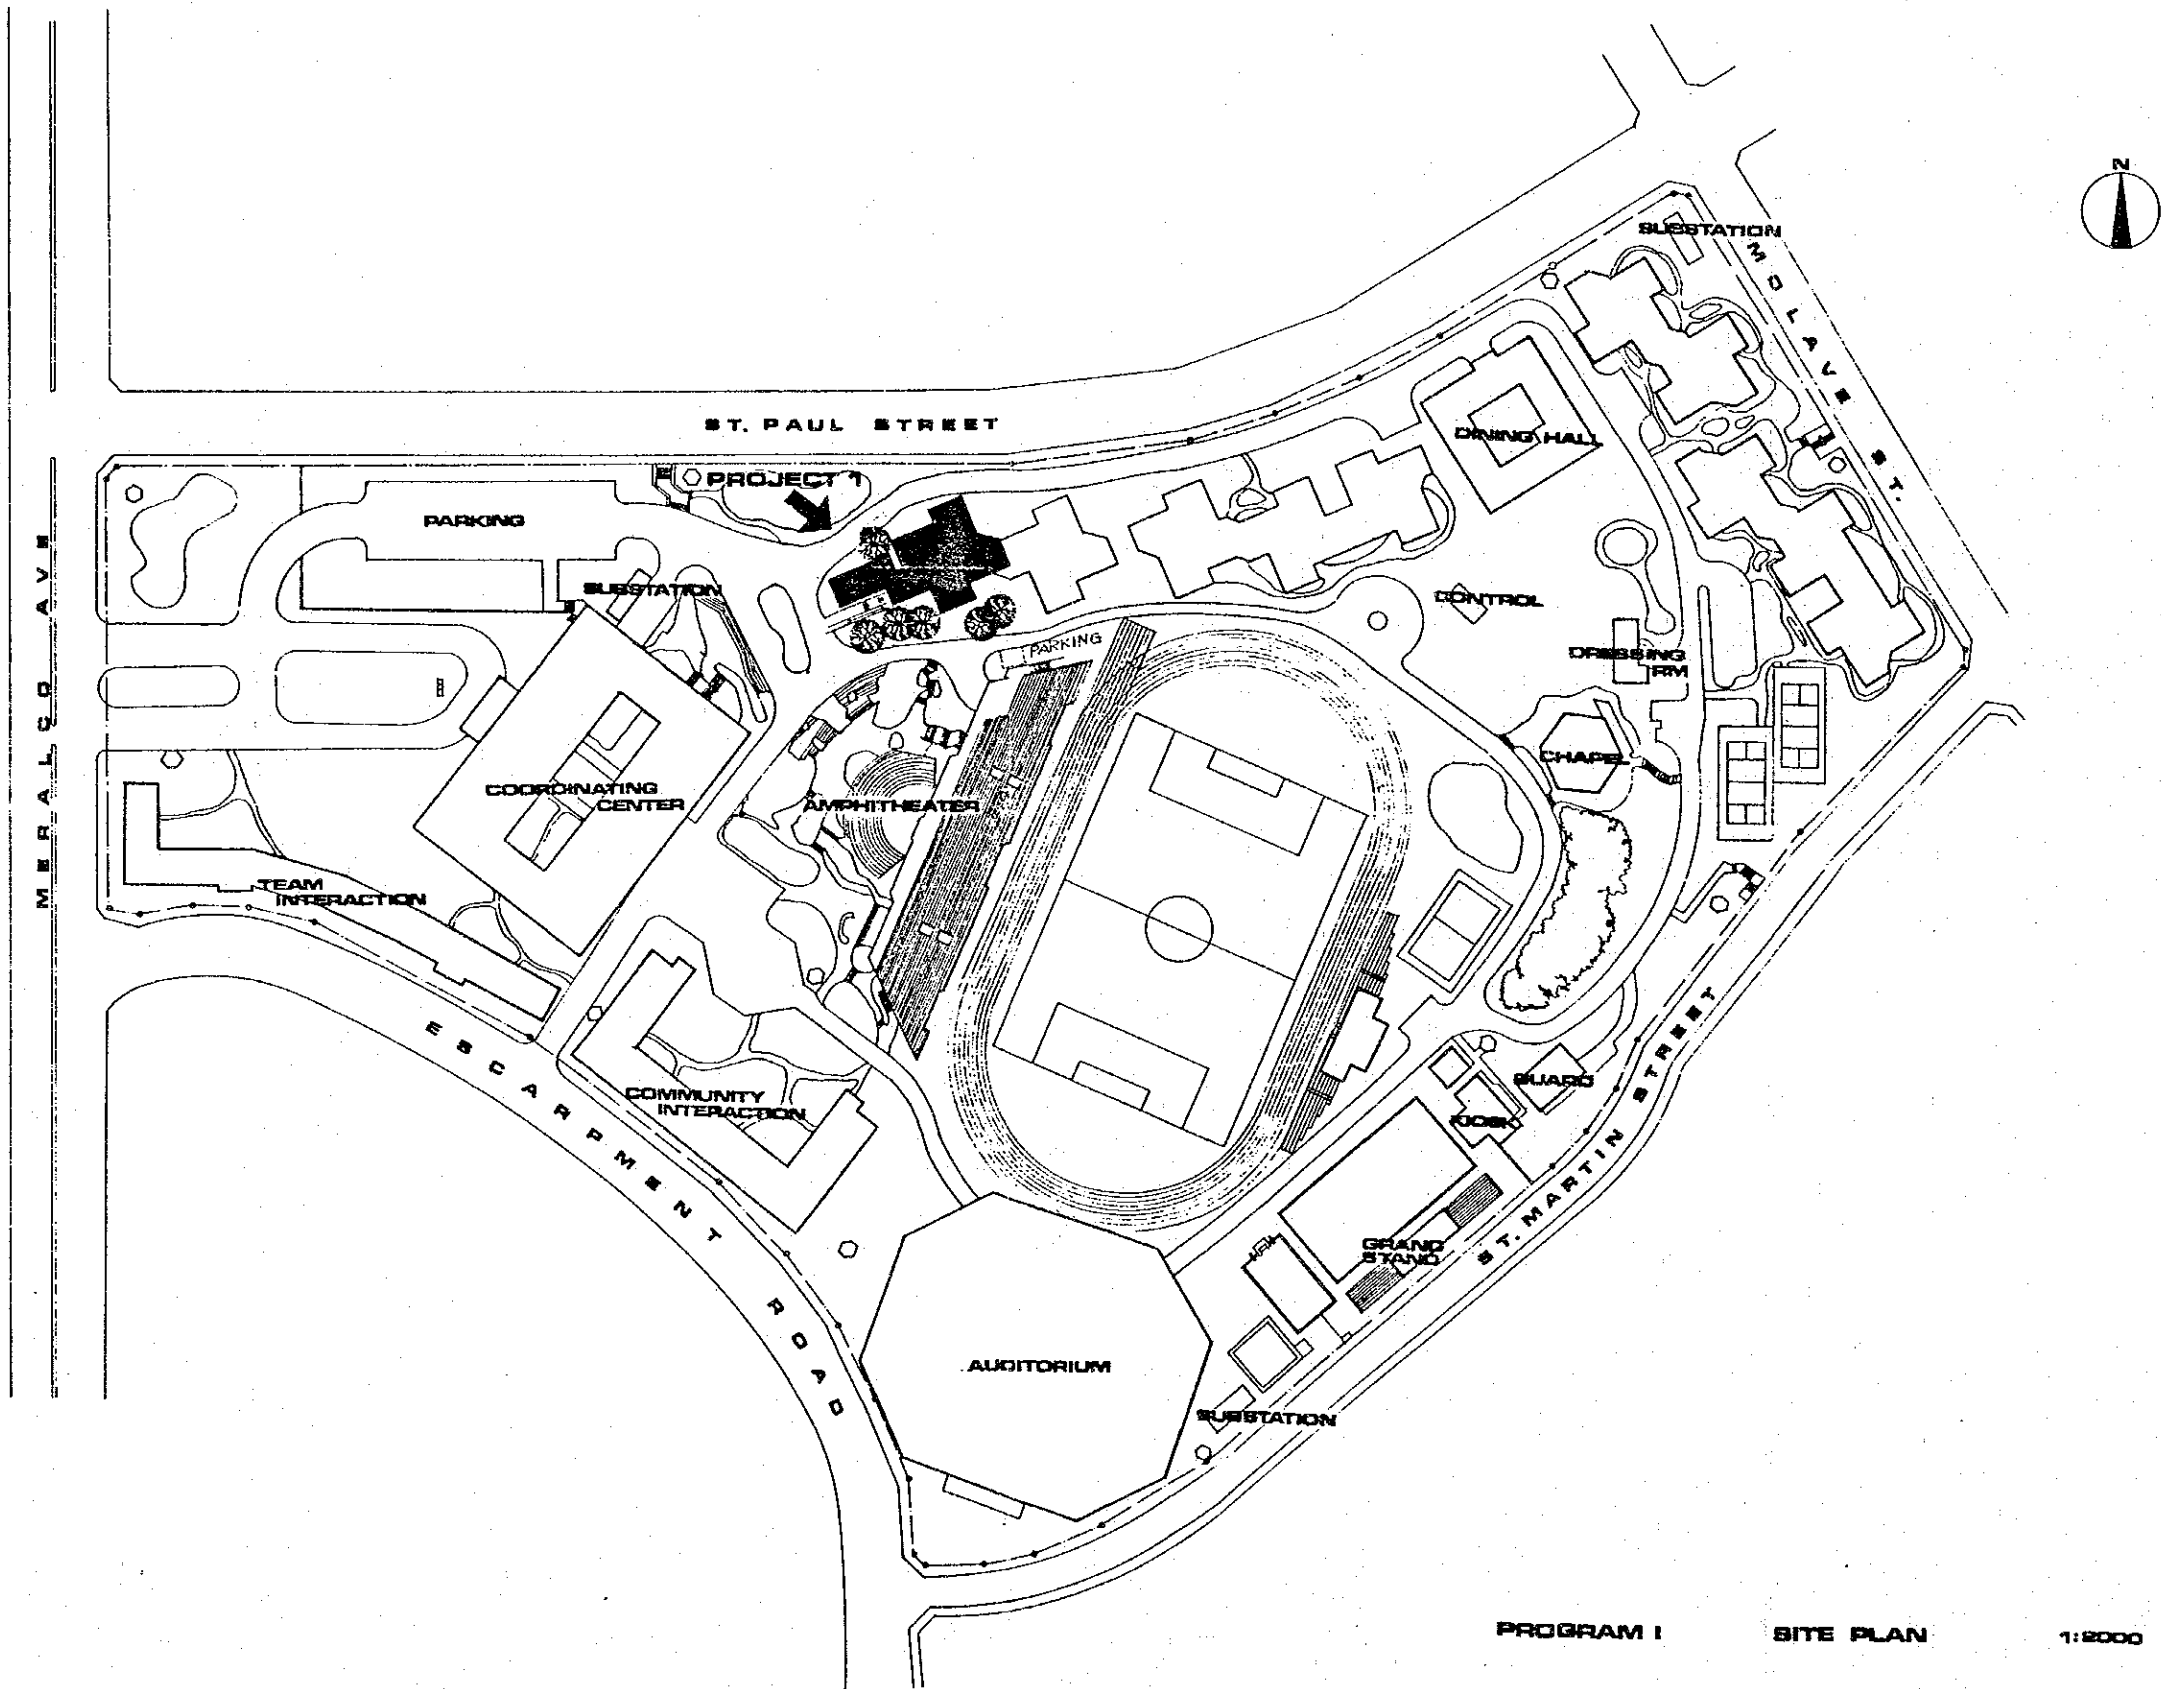 N
SUBSTATION
MOLAVE ST.
ST. PAUL STREET
DINING HALL
PROJECT 1
PARKING
SUBSTATION
CONTROL
PARKING
DRESSING
RM
MERALCO AVE
CHAPEL
COORDINATING
CENTER
AMPHITHEATER
TEAM
INTERACTION
ESCARPMENT ROAD
COMMUNITY
INTERACTION
GUARD
KIOSK
ST. MARTIN STREET
GRAND
STAND
AUDITORIUM
SUBSTATION
PROGRAM I SITE PLAN 1:2000